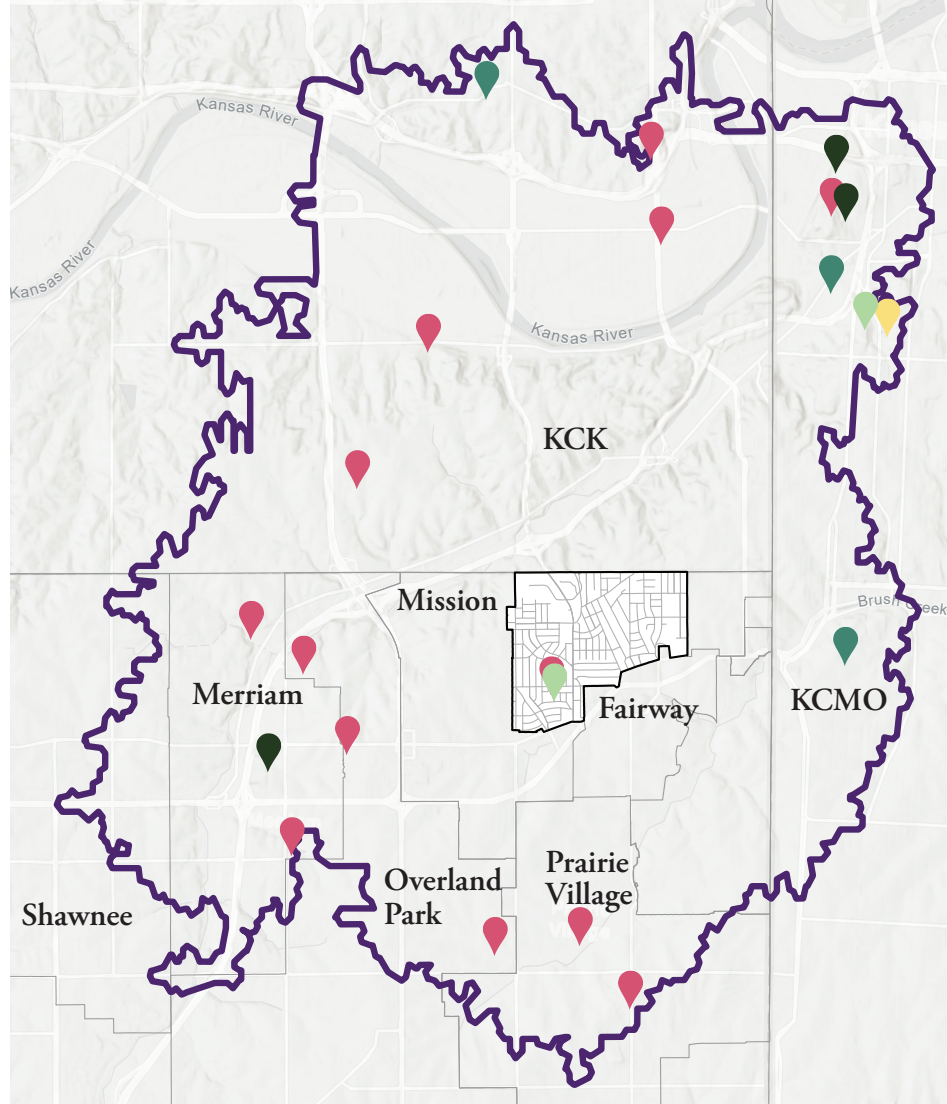 Kansas River
Kansas River
Kansas River
KCK
Mission
Brush Creek
Merriam
Fairway
KCMO
Prairie
Village
Overland
Park
Shawnee